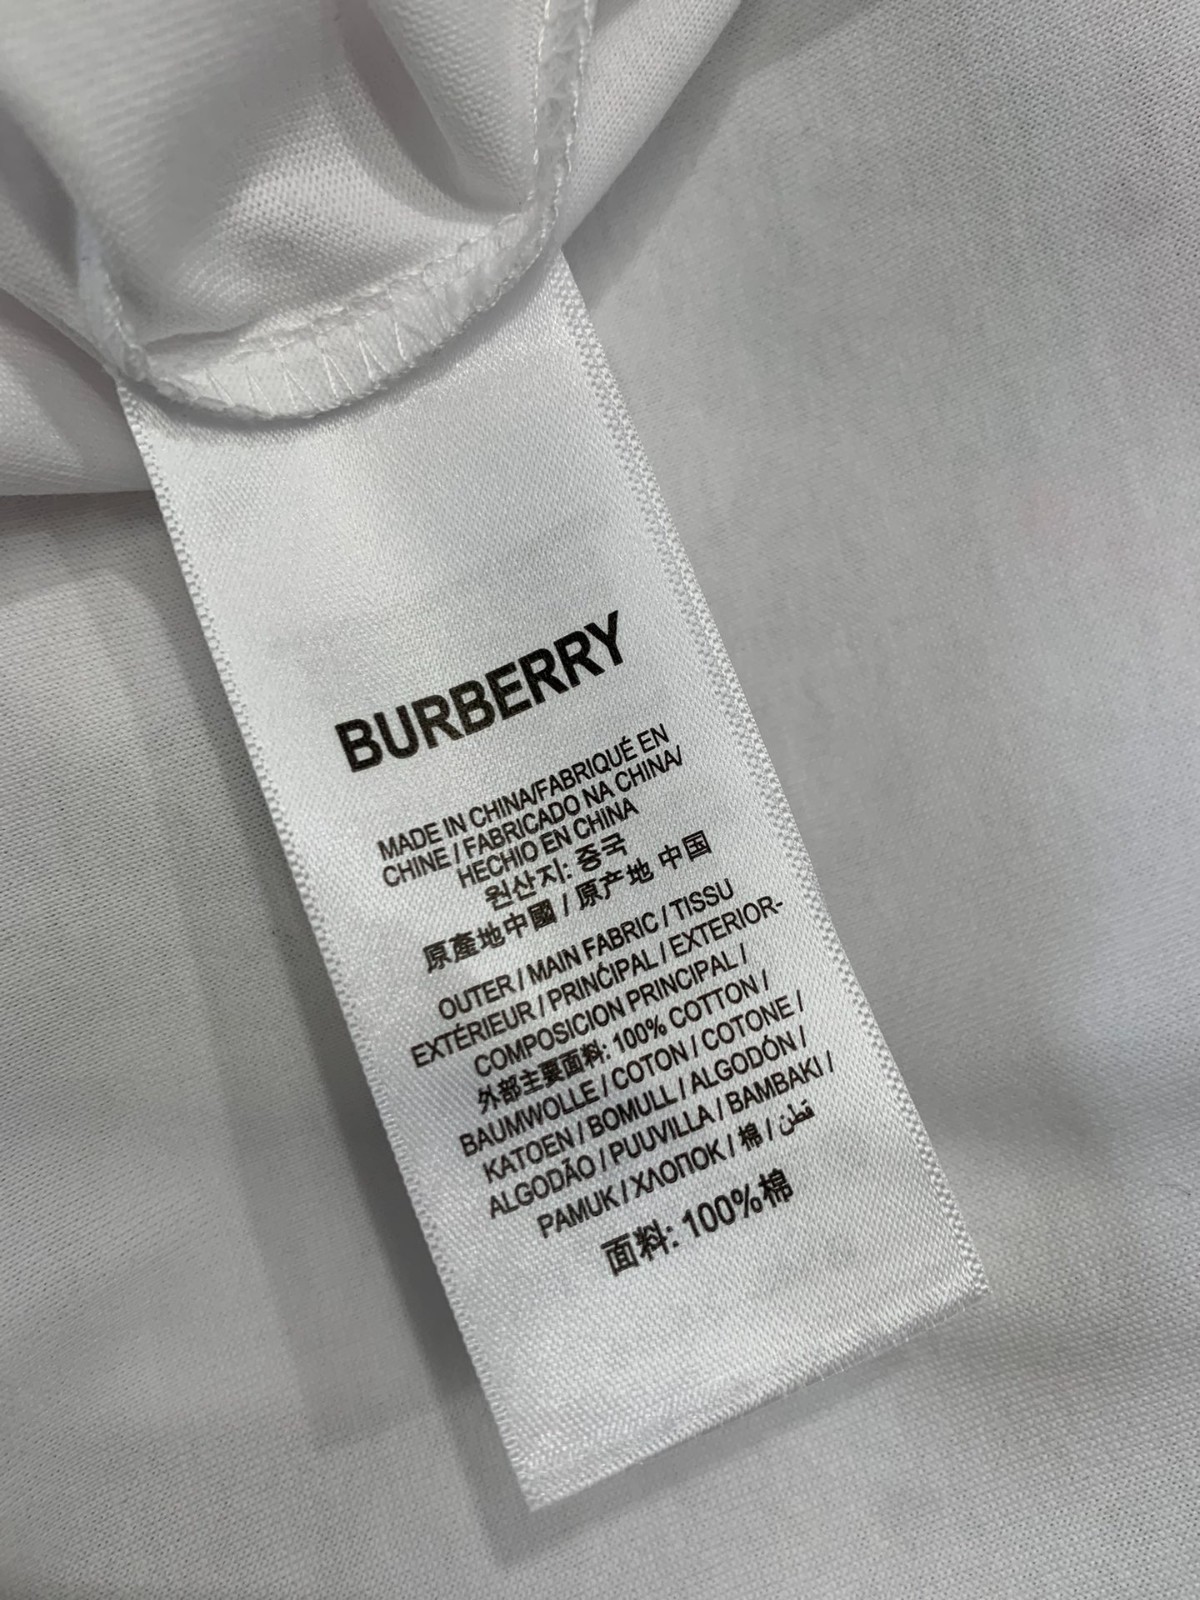 BURBERRY
MADE IN CHINA/FABRIQUÉ EN
CHINE / FABRICADO NA CHINA/
HECHIO EN CHINA
원산지: 중국
原產地中國 / 原产地 中国
OUTER / MAIN FABRIC / TISSU
EXTÉRIEUR / PRINĆIPAL / EXTERIOR-
COMPOSICION PRINCIPAL /
外部主要面料: 100% COTTON /
BAUMWOLLE / COTON / COTONE /
KATOEN / BOMULL / ALGODÓN /
ALGODÃO / PUUVILLA / BAMBAKI /
PAMUK / ХЛОПОК / 棉 / قطن
面料: 100%棉